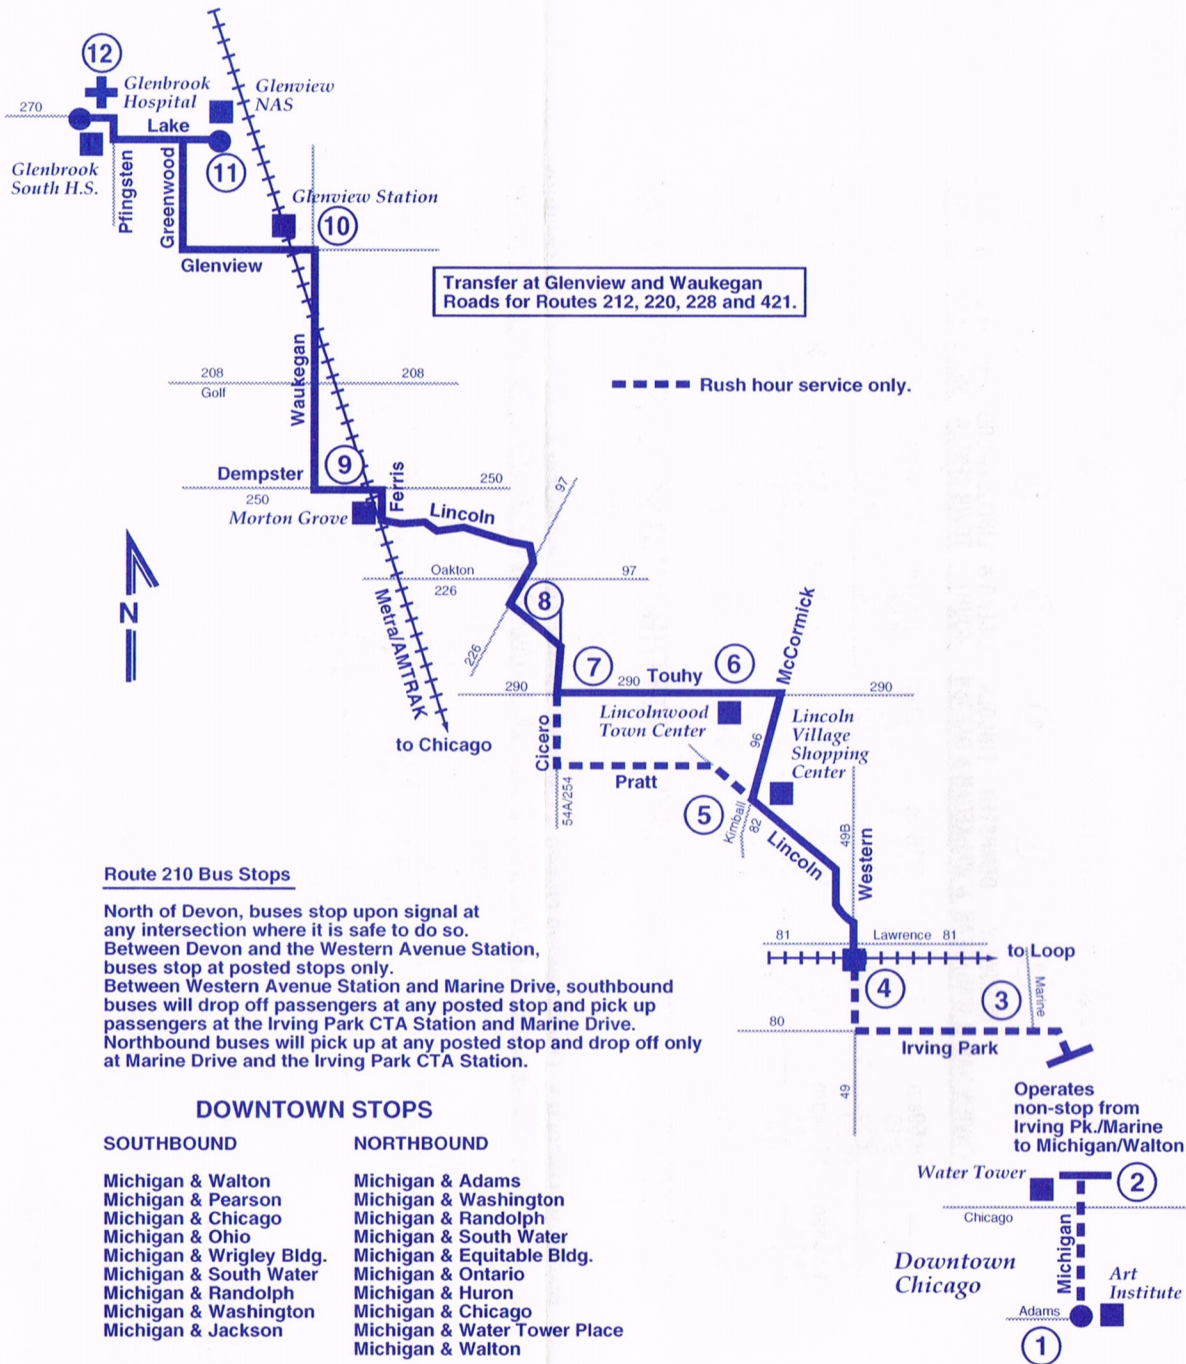 12
Glenbrook
Hospital
Glenview
NAS
270
Lake
Glenbrook
South H.S.
Pfingsten
Greenwood
11
Glenview Station
10
Glenview
Transfer at Glenview and Waukegan
Roads for Routes 212, 220, 228 and 421.
Waukegan
208
208
Golf
Rush hour service only.
Dempster
9
Ferris
250
250
97
Morton Grove
Lincoln
Oakton
97
226
8
N
Metra/AMTRAK
226
McCormick
7
6
290
290
Touhy
290
Lincolnwood
Town Center
Lincoln
Village
Shopping
Center
96
to Chicago
Cicero
Pratt
54A/254
5
Kimball
82
Lincoln
49B
Western
81
Lawrence
81
to Loop
4
3
Marine
80
Irving Park
49
Operates
non-stop from
Irving Pk./Marine
to Michigan/Walton
Water Tower
2
Chicago
Michigan
Downtown
Chicago
Art
Institute
Adams
1
Route 210 Bus Stops
North of Devon, buses stop upon signal at
any intersection where it is safe to do so.
Between Devon and the Western Avenue Station,
buses stop at posted stops only.
Between Western Avenue Station and Marine Drive, southbound
buses will drop off passengers at any posted stop and pick up
passengers at the Irving Park CTA Station and Marine Drive.
Northbound buses will pick up at any posted stop and drop off only
at Marine Drive and the Irving Park CTA Station.
DOWNTOWN STOPS
SOUTHBOUND
Michigan & Walton
Michigan & Pearson
Michigan & Chicago
Michigan & Ohio
Michigan & Wrigley Bldg.
Michigan & South Water
Michigan & Randolph
Michigan & Washington
Michigan & Jackson
NORTHBOUND
Michigan & Adams
Michigan & Washington
Michigan & Randolph
Michigan & South Water
Michigan & Equitable Bldg.
Michigan & Ontario
Michigan & Huron
Michigan & Chicago
Michigan & Water Tower Place
Michigan & Walton